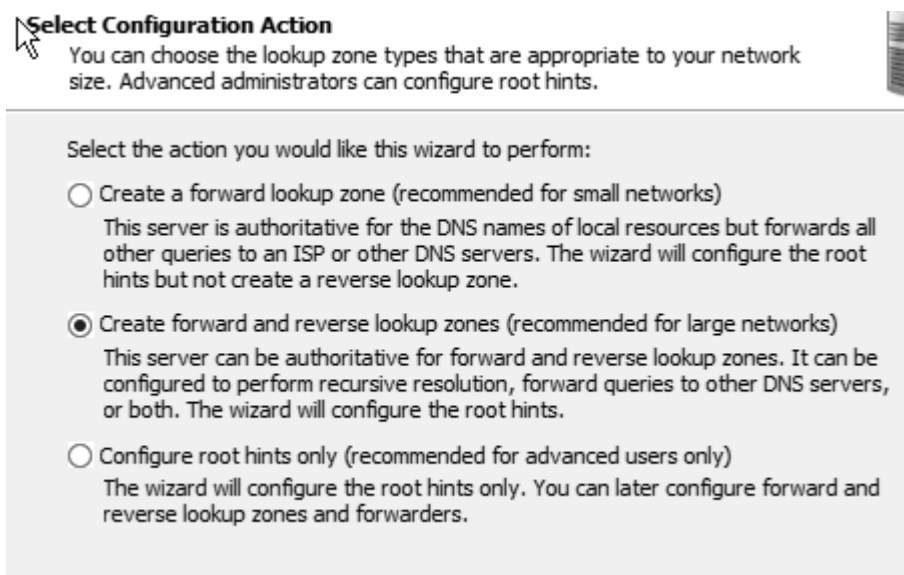 Select Configuration Action
You can choose the lookup zone types that are appropriate to your network
size. Advanced administrators can configure root hints.
Select the action you would like this wizard to perform:
Create a forward lookup zone (recommended for small networks)
This server is authoritative for the DNS names of local resources but forwards all
other queries to an ISP or other DNS servers. The wizard will configure the root
hints but not create a reverse lookup zone.
Create forward and reverse lookup zones (recommended for large networks)
This server can be authoritative for forward and reverse lookup zones. It can be
configured to perform recursive resolution, forward queries to other DNS servers,
or both. The wizard will configure the root hints.
Configure root hints only (recommended for advanced users only)
The wizard will configure the root hints only. You can later configure forward and
reverse lookup zones and forwarders.